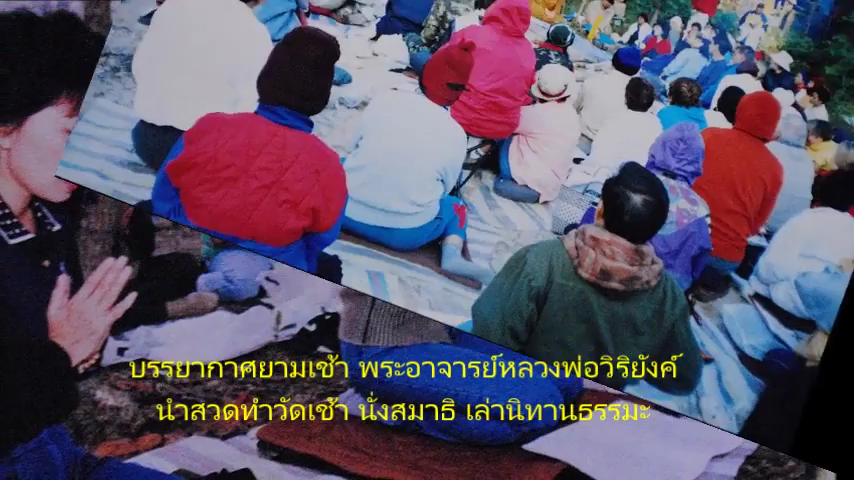 บรรยากาศยามเช้า พระอาจารย์หลวงพ่อวิริยังค์
นำสวดทำวัดเช้า นั่งสมาธิ เล่านิทานธรรมะ